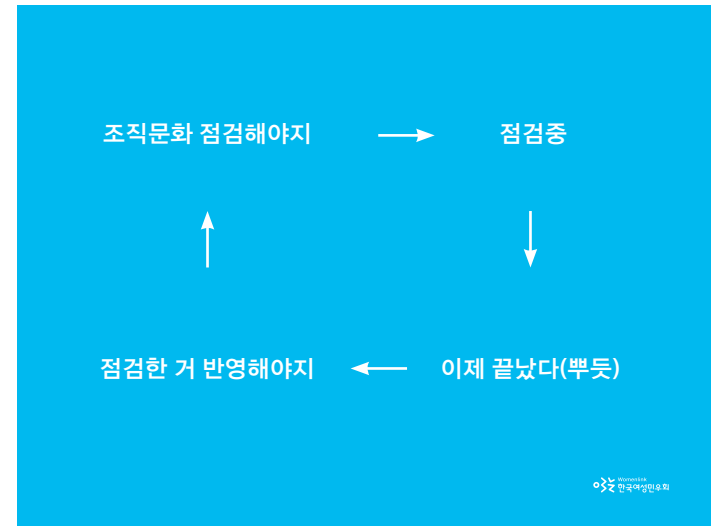 조직문화 점검해야지
점검중
점검한 거 반영해야지
이제 끝났다(뿌듯)
Womenlink
한국여성민우회